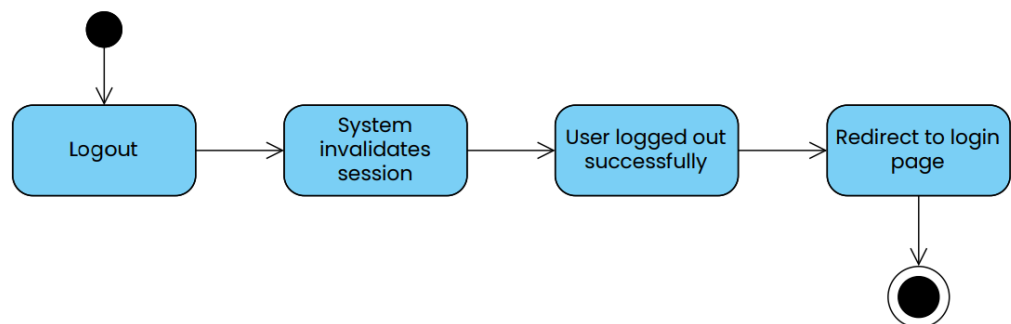 Logout
System
invalidates
session
User logged out
successfully
Redirect to login
page